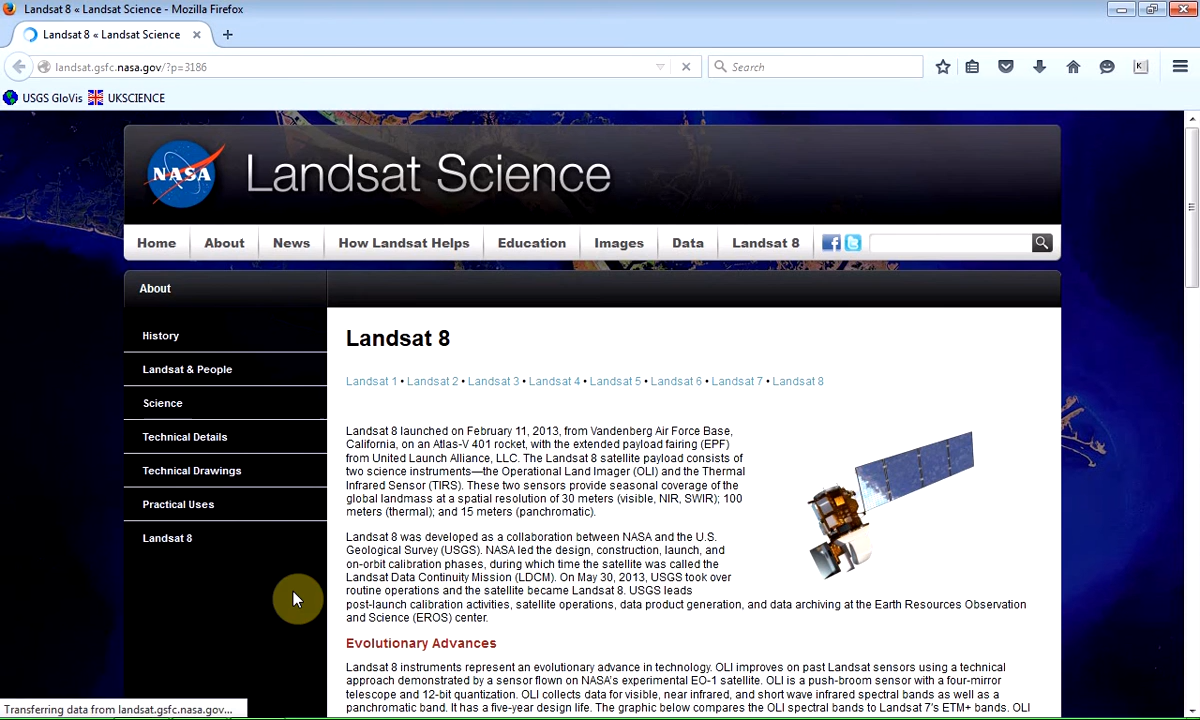 Landsat 8 « Landsat Science - Mozilla Firefox
Landsat 8 « Landsat Science
landsat.gsfc.nasa.gov/?p=3186
Search
USGS GloVis
UKSCIENCE
NASA
Landsat Science
Home
About
News
How Landsat Helps
Education
Images
Data
Landsat 8
About
History
Landsat & People
Science
Technical Details
Technical Drawings
Practical Uses
Landsat 8
Landsat 8
Landsat 1 • Landsat 2 • Landsat 3 • Landsat 4 • Landsat 5 • Landsat 6 • Landsat 7 • Landsat 8
Landsat 8 launched on February 11, 2013, from Vandenberg Air Force Base,
California, on an Atlas-V 401 rocket, with the extended payload fairing (EPF)
from United Launch Alliance, LLC. The Landsat 8 satellite payload consists of
two science instruments—the Operational Land Imager (OLI) and the Thermal
Infrared Sensor (TIRS). These two sensors provide seasonal coverage of the
global landmass at a spatial resolution of 30 meters (visible, NIR, SWIR); 100
meters (thermal); and 15 meters (panchromatic).
Landsat 8 was developed as a collaboration between NASA and the U.S.
Geological Survey (USGS). NASA led the design, construction, launch, and
on-orbit calibration phases, during which time the satellite was called the
Landsat Data Continuity Mission (LDCM). On May 30, 2013, USGS took over
routine operations and the satellite became Landsat 8. USGS leads
post-launch calibration activities, satellite operations, data product generation, and data archiving at the Earth Resources Observation
and Science (EROS) center.
Evolutionary Advances
Landsat 8 instruments represent an evolutionary advance in technology. OLI improves on past Landsat sensors using a technical
approach demonstrated by a sensor flown on NASA's experimental EO-1 satellite. OLI is a push-broom sensor with a four-mirror
telescope and 12-bit quantization. OLI collects data for visible, near infrared, and short wave infrared spectral bands as well as a
panchromatic band. It has a five-year design life. The graphic below compares the OLI spectral bands to Landsat 7's ETM+ bands. OLI
Transferring data from landsat.gsfc.nasa.gov...